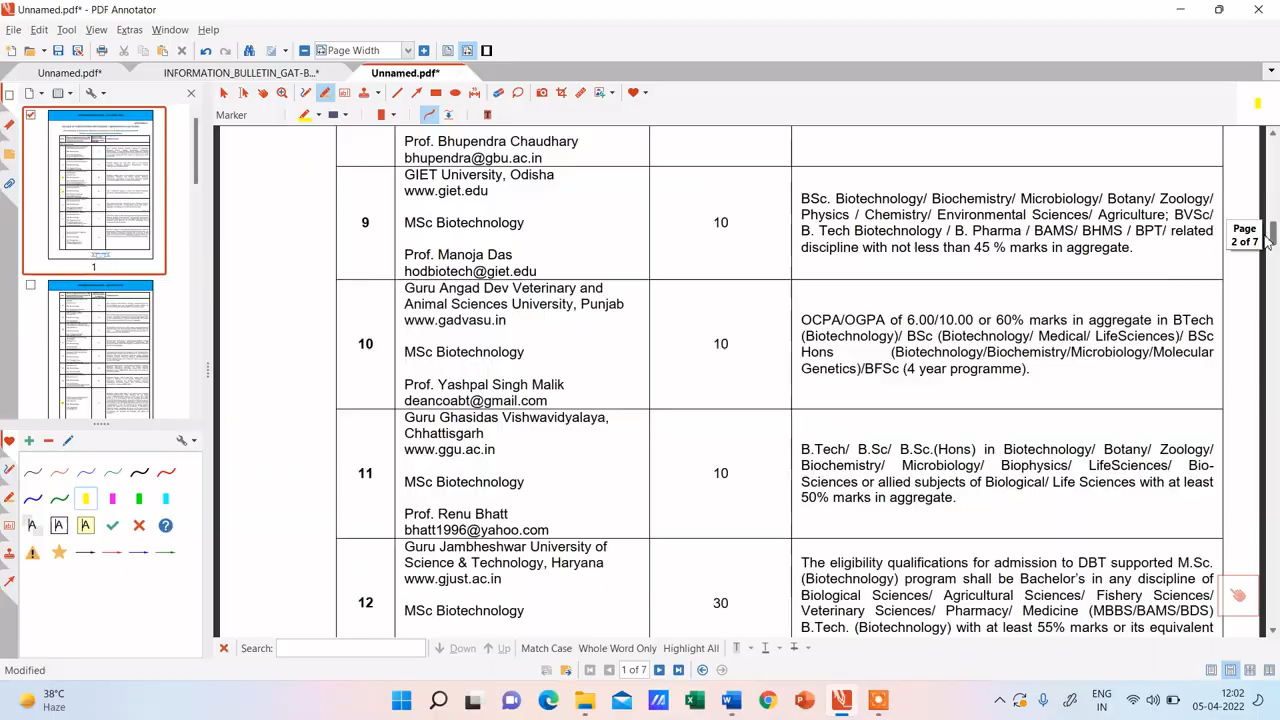 Unnamed.pdf* - PDF Annotator
File Edit Tool View Extras Window Help
Page Width
Unnamed.pdf* INFORMATION_BULLETIN_GAT-B...* Unnamed.pdf*
Marker
1
Prof. Bhupendra Chaudhary
bhupendra@gbu.ac.in
9
GIET University, Odisha
www.giet.edu
MSc Biotechnology
Prof. Manoja Das
hodbiotech@giet.edu
10
BSc. Biotechnology/ Biochemistry/ Microbiology/ Botany/ Zoology/
Physics / Chemistry/ Environmental Sciences/ Agriculture; BVSc/
B. Tech Biotechnology / B. Pharma / BAMS/ BHMS / BPT/ related
discipline with not less than 45 % marks in aggregate.
Page
2 of 7
10
Guru Angad Dev Veterinary and
Animal Sciences University, Punjab
www.gadvasu.in
MSc Biotechnology
Prof. Yashpal Singh Malik
deancoabt@gmail.com
10
OCPA/OGPA of 6.00/10.00 or 60% marks in aggregate in BTech
(Biotechnology)/ BSc (Biotechnology/ Medical/ LifeSciences)/ BSc
Hons (Biotechnology/Biochemistry/Microbiology/Molecular
Genetics)/BFSc (4 year programme).
11
Guru Ghasidas Vishwavidyalaya,
Chhattisgarh
www.ggu.ac.in
MSc Biotechnology
Prof. Renu Bhatt
bhatt1996@yahoo.com
10
B.Tech/ B.Sc/ B.Sc.(Hons) in Biotechnology/ Botany/ Zoology/
Biochemistry/ Microbiology/ Biophysics/ LifeSciences/ Bio-
Sciences or allied subjects of Biological/ Life Sciences with at least
50% marks in aggregate.
12
Guru Jambheshwar University of
Science & Technology, Haryana
www.gjust.ac.in
MSc Biotechnology
30
The eligibility qualifications for admission to DBT supported M.Sc.
(Biotechnology) program shall be Bachelor's in any discipline of
Biological Sciences/ Agricultural Sciences/ Fishery Sciences/
Veterinary Sciences/ Pharmacy/ Medicine (MBBS/BAMS/BDS)
B.Tech. (Biotechnology) with at least 55% marks or its equivalent
Search: Down Up Match Case Whole Word Only Highlight All
Modified
1 of 7
38°C
Haze
ENG
IN
12:02
05-04-2022